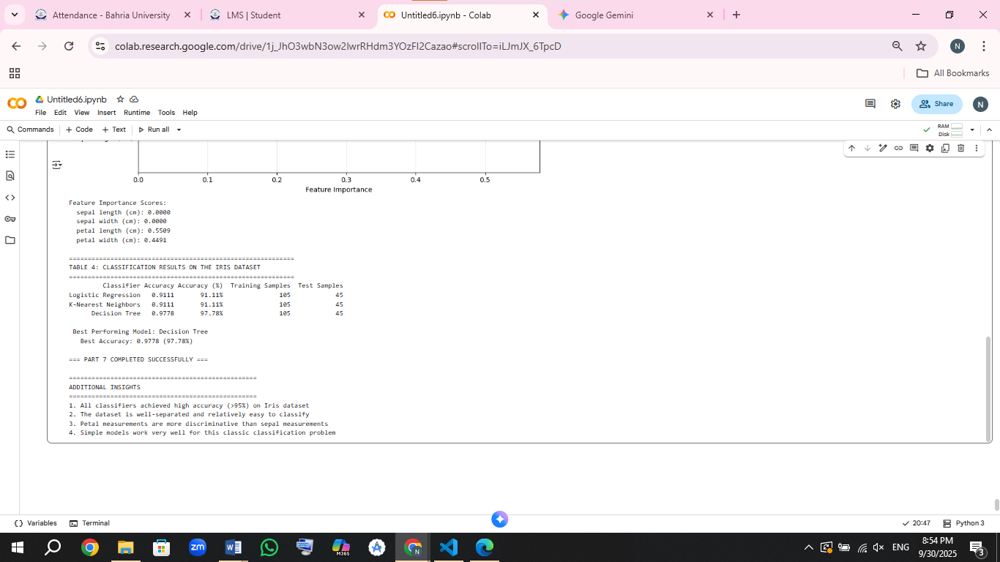 Attendance - Bahria University
LMS | Student
Untitled6.ipynb - Colab
Google Gemini
colab.research.google.com/drive/1j_JhO3wbN3ow2IwrRHdm3YOzFI2Cazao#scrollTo=iLJmJX_6TpcD
N
All Bookmarks
Untitled6.ipynb
File Edit View Insert Runtime Tools Help
Share
N
Commands + Code + Text Run all
RAM
Disk
0.0 0.1 0.2 0.3 0.4 0.5
Feature Importance
Feature Importance Scores:
sepal length (cm): 0.0000
sepal width (cm): 0.0000
petal length (cm): 0.5509
petal width (cm): 0.4491
============================================================
TABLE 4: CLASSIFICATION RESULTS ON THE IRIS DATASET
============================================================
Classifier Accuracy Accuracy (%) Training Samples Test Samples
Logistic Regression 0.9111 91.11% 105 45
K-Nearest Neighbors 0.9111 91.11% 105 45
Decision Tree 0.9778 97.78% 105 45
Best Performing Model: Decision Tree
Best Accuracy: 0.9778 (97.78%)
=== PART 7 COMPLETED SUCCESSFULLY ===
==================================================
ADDITIONAL INSIGHTS
==================================================
1. All classifiers achieved high accuracy (>95%) on Iris dataset
2. The dataset is well-separated and relatively easy to classify
3. Petal measurements are more discriminative than sepal measurements
4. Simple models work very well for this classic classification problem
Variables Terminal
20:47 Python 3
zm
M365
ENG
8:54 PM
9/30/2025
3